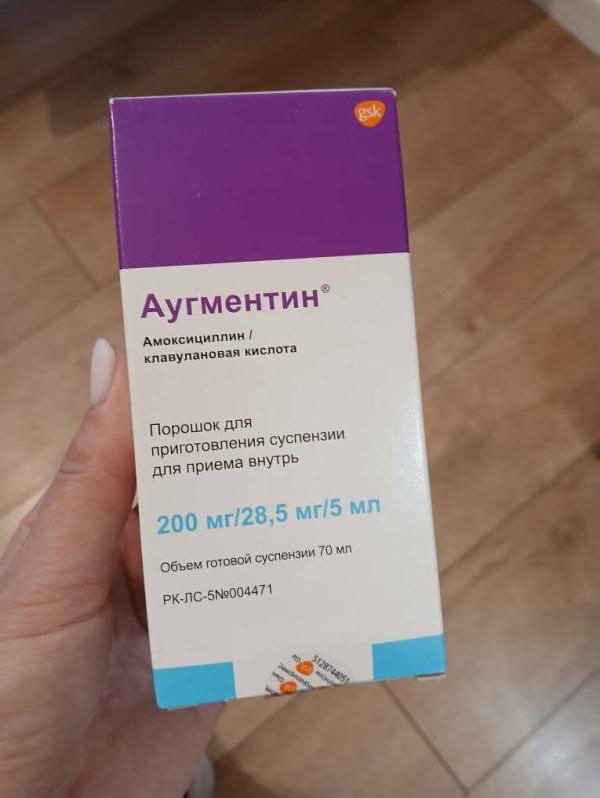 gsk
Аугментин®
Амоксициллин /
клавулановая кислота
Порошок для
приготовления суспензии
для приема внутрь
200 мг/28,5 мг/5 мл
Объем готовой суспензии 70 мл
РК-ЛС-5№004471
5128744051